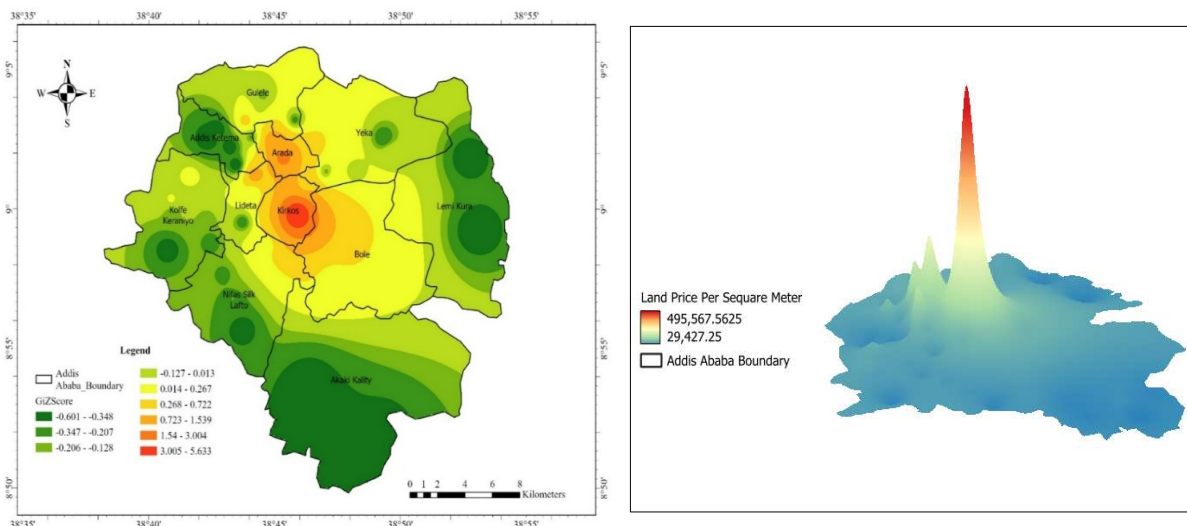 38°35' 38°40' 38°45' 38°50' 38°55'
9°5' 9°5'
N
W E
S
Gulele
Addis Ketema
Yeka
Arada
9° 9°
Kolfe
Keraniyo
Lideta
Kirkos
Lemi Kura
Bole
Nifas Silk
Lafto
8°55' 8°55'
Akaki Kality
Legend
Addis
Ababa_Boundary
GiZScore
-0.601 - -0.348
-0.347 - -0.207
-0.206 - -0.128
-0.127 - 0.013
0.014 - 0.267
0.268 - 0.722
0.723 - 1.539
1.54 - 3.004
3.005 - 5.633
0 1 2 4 6 8
Kilometers
8°50' 8°50'
38°35' 38°40' 38°45' 38°50' 38°55'
Land Price Per Sequare Meter
495,567.5625
29,427.25
Addis Ababa Boundary